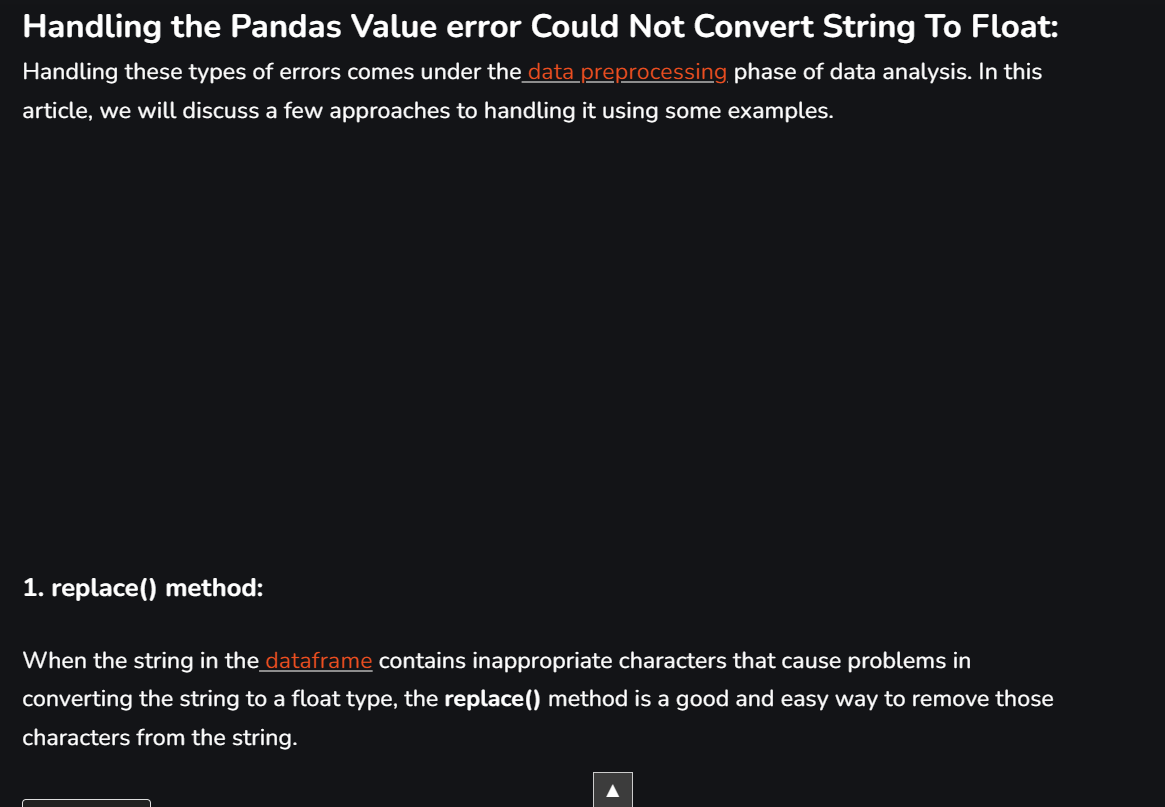 Handling the Pandas Value error Could Not Convert String To Float:
Handling these types of errors comes under the data preprocessing phase of data analysis. In this
article, we will discuss a few approaches to handling it using some examples.
1. replace() method:
When the string in the dataframe contains inappropriate characters that cause problems in
converting the string to a float type, the replace() method is a good and easy way to remove those
characters from the string.